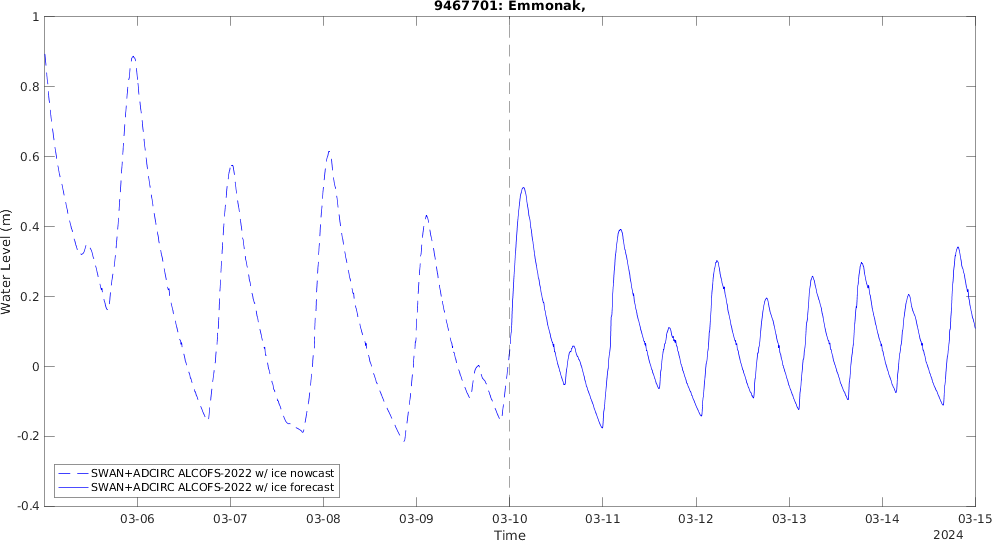 9467701: Emmonak,
Water Level (m)
1
0.8
0.6
0.4
0.2
0
-0.2
-0.4
SWAN+ADCIRC ALCOFS-2022 w/ ice nowcast
SWAN+ADCIRC ALCOFS-2022 w/ ice forecast
03-06 03-07 03-08 03-09 03-10 03-11 03-12 03-13 03-14 03-15
Time
2024